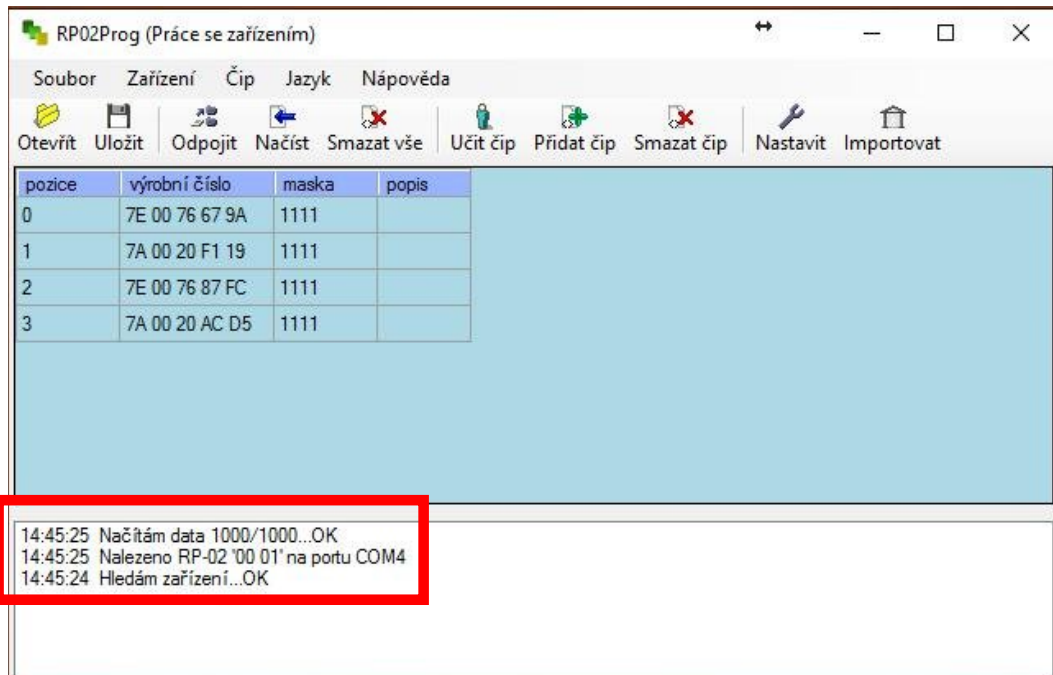 RP02Prog (Práce se zařízením)
Soubor Zařízení Čip Jazyk Nápověda
Otevřít Uložit Odpojit Načíst Smazat vše Učit čip Přidat čip Smazat čip Nastavit Importovat
pozice výrobní číslo maska popis
0 7E 00 76 67 9A 1111
1 7A 00 20 F1 19 1111
2 7E 00 76 87 FC 1111
3 7A 00 20 AC D5 1111
14:45:25 Načítám data 1000/1000...OK
14:45:25 Nalezeno RP-02 '00 01' na portu COM4
14:45:24 Hledám zařízení...OK